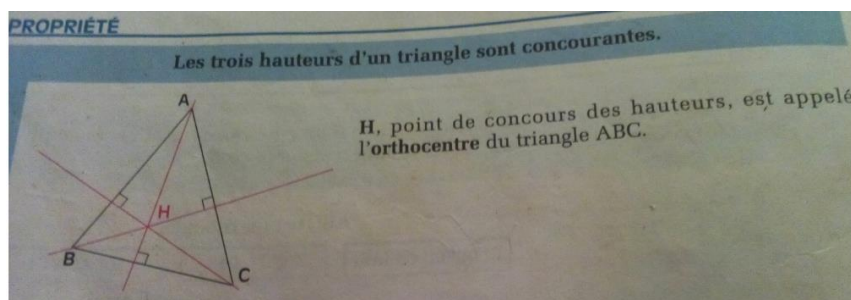 PROPRIÉTÉ
Les trois hauteurs d'un triangle sont concourantes.
H, point de concours des hauteurs, est appelé
l'orthocentre du triangle ABC.
A
H
B
C